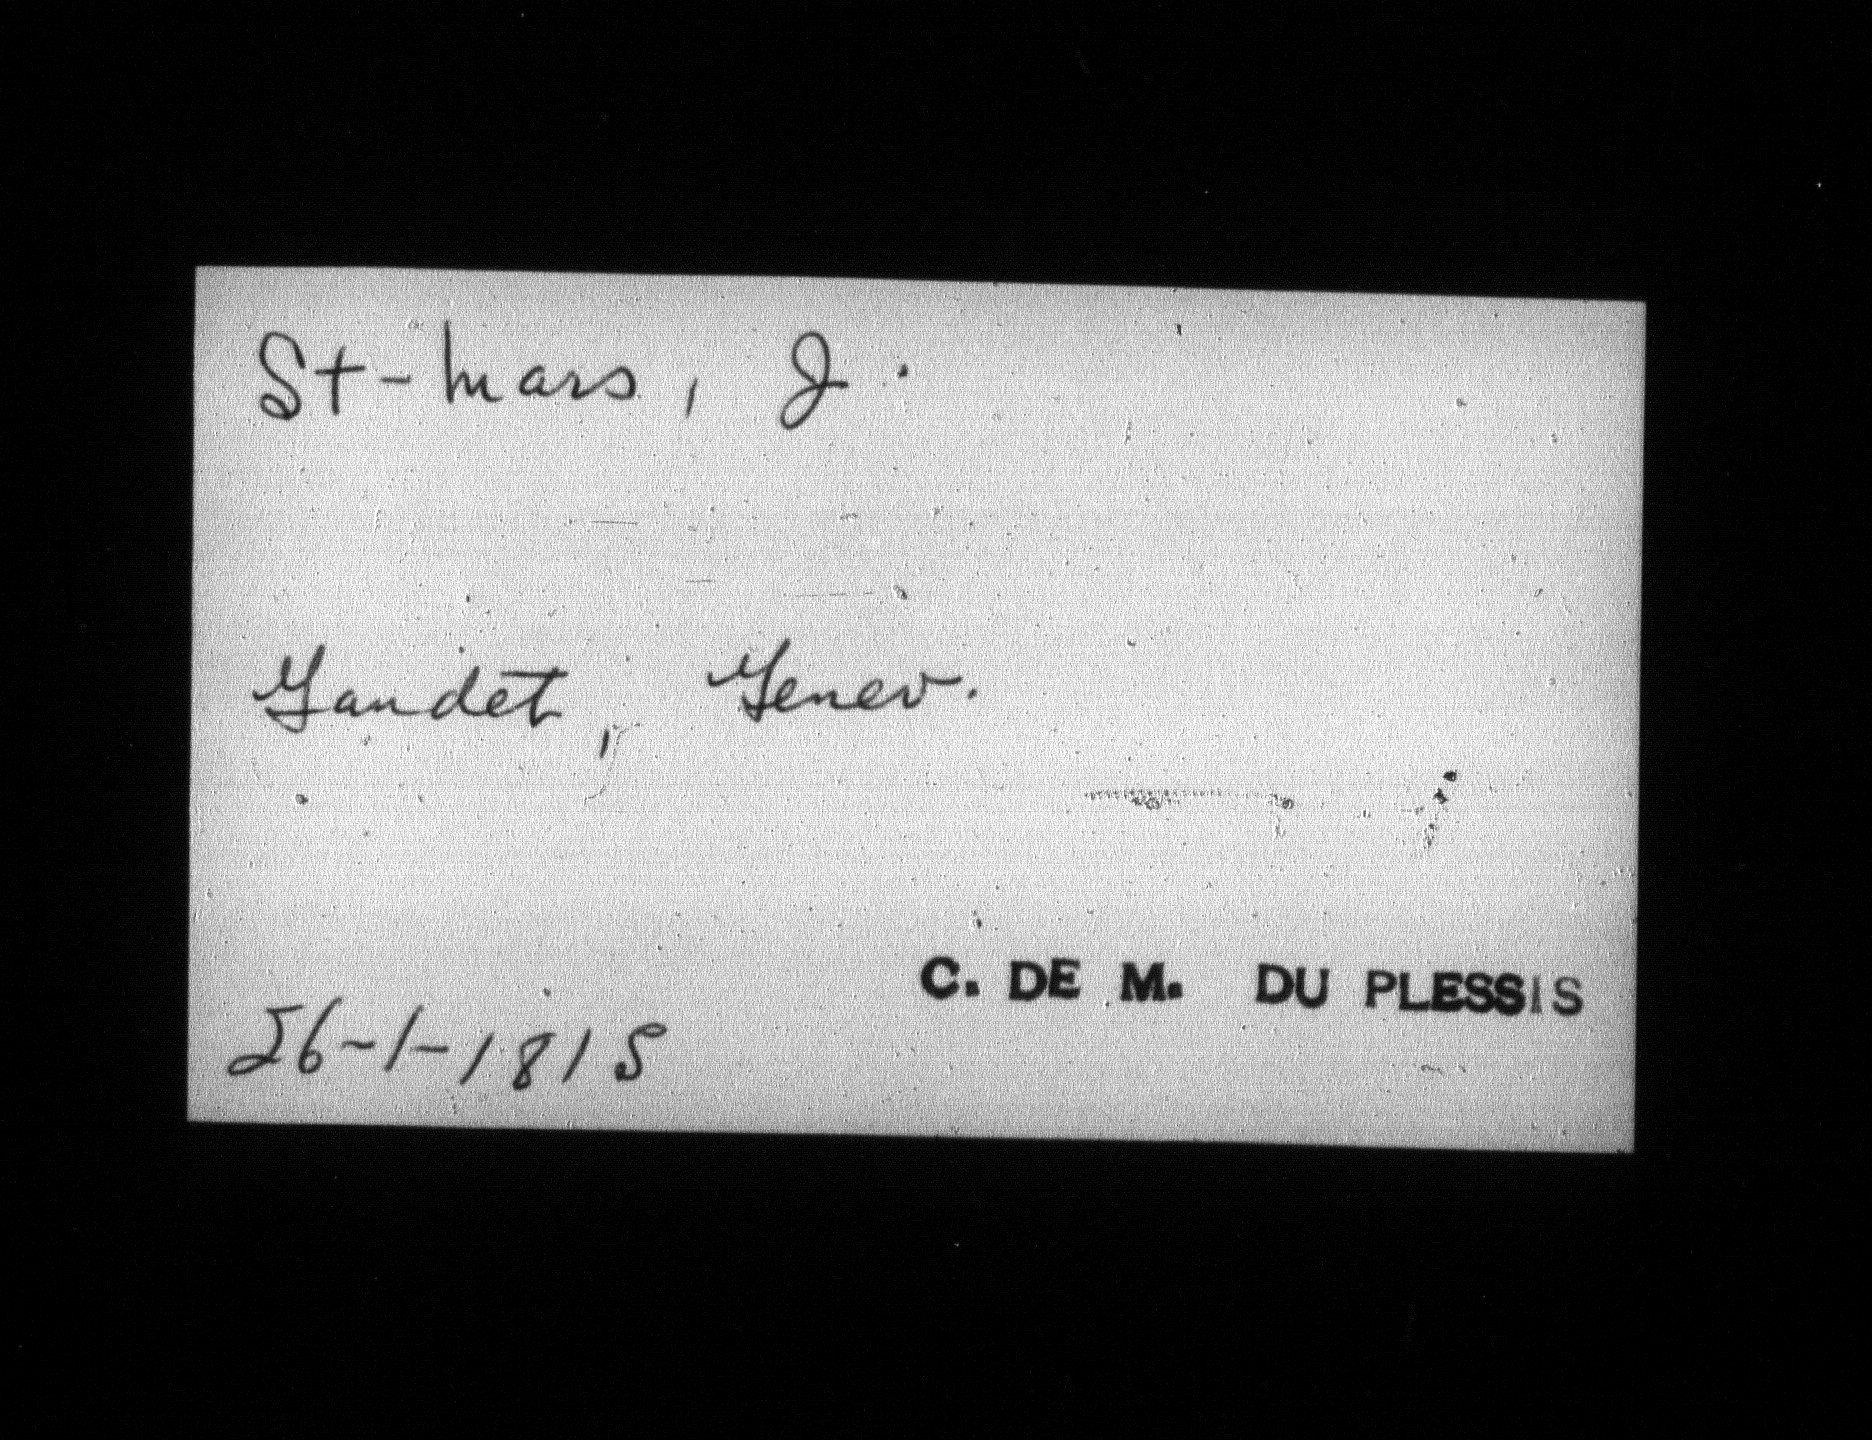 St-Mars, J.
Gaudet, Genev.
C. DE M. DU PLESSIS
26-1-1815